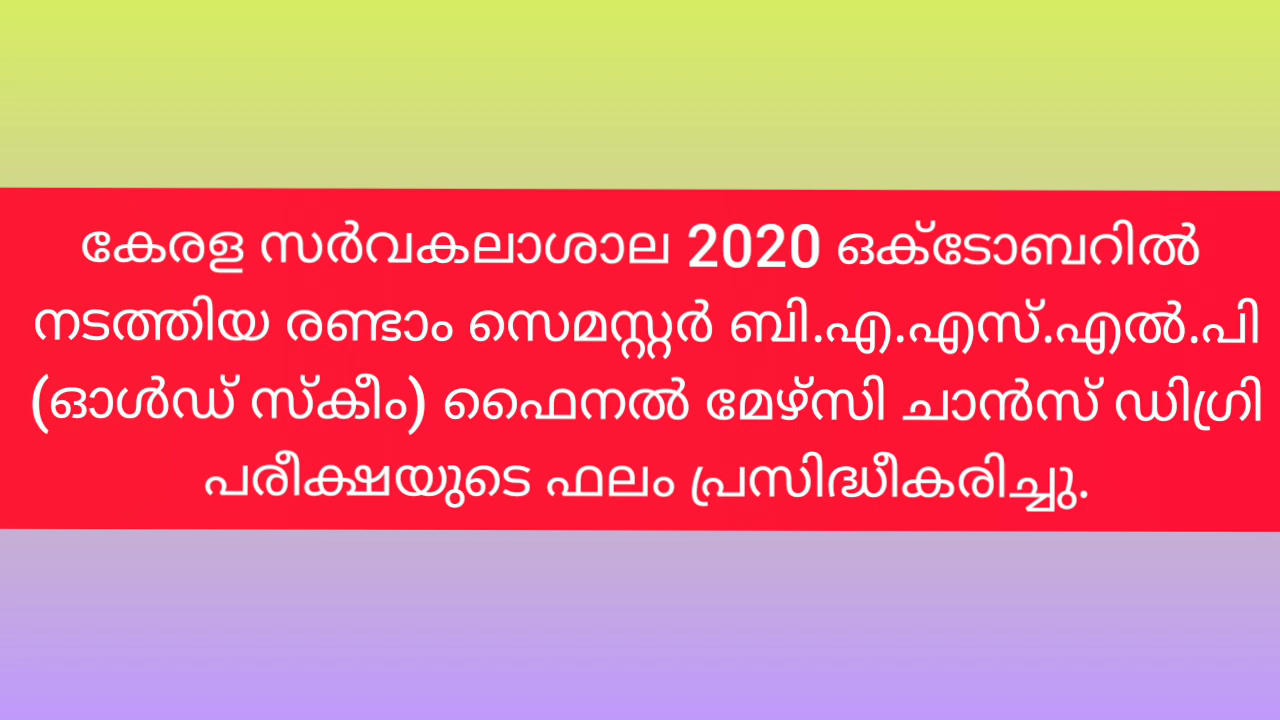 കേരള സർവകലാശാല 2020 ഒക്ടോബറിൽ
നടത്തിയ രണ്ടാം സെമസ്റ്റർ ബി.എ.എസ്.എൽ.പി
(ഓൾഡ് സ്കീം) ഫൈനൽ മേഴ്സി ചാൻസ് ഡിഗ്രി
പരീക്ഷയുടെ ഫലം പ്രസിദ്ധീകരിച്ചു.